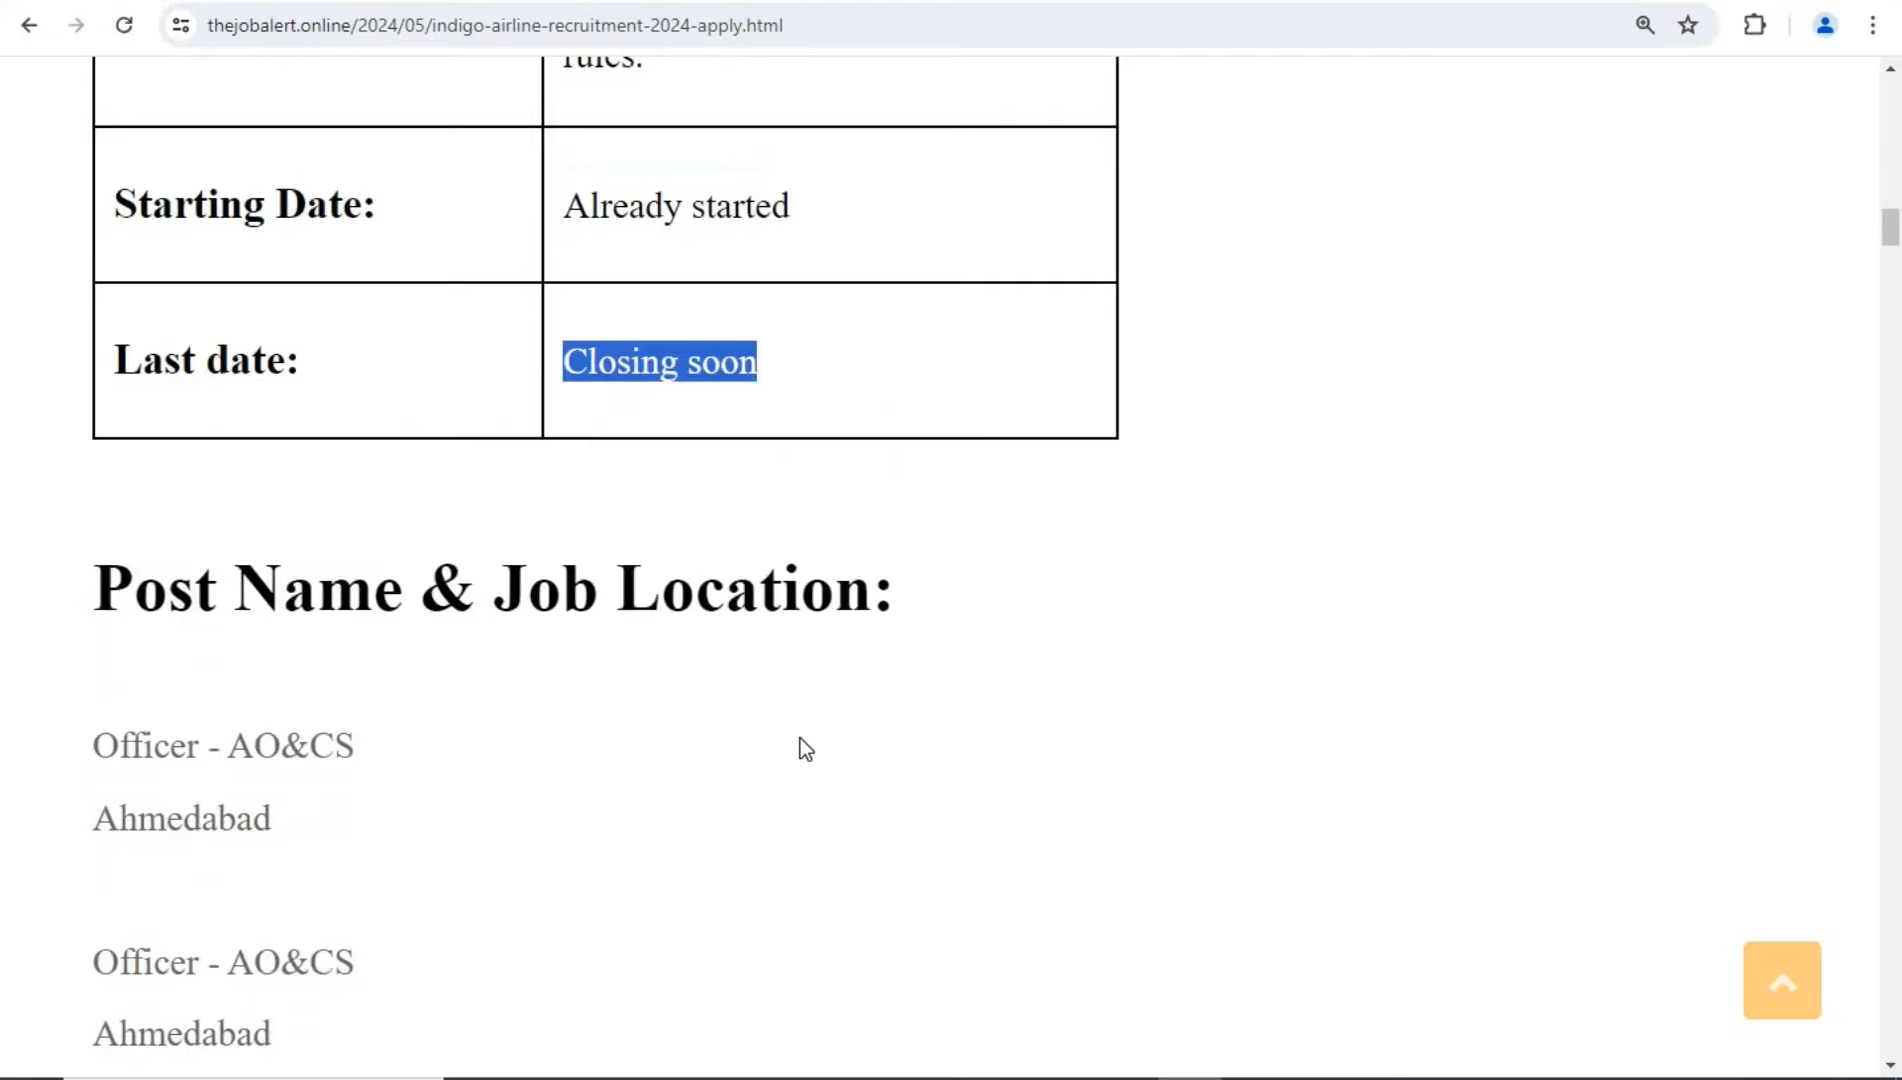 thejobalert.online/2024/05/indigo-airline-recruitment-2024-apply.html
rules.
Starting Date: Already started
Last date: Closing soon
Post Name & Job Location:
Officer - AO&CS
Ahmedabad
Officer - AO&CS
Ahmedabad